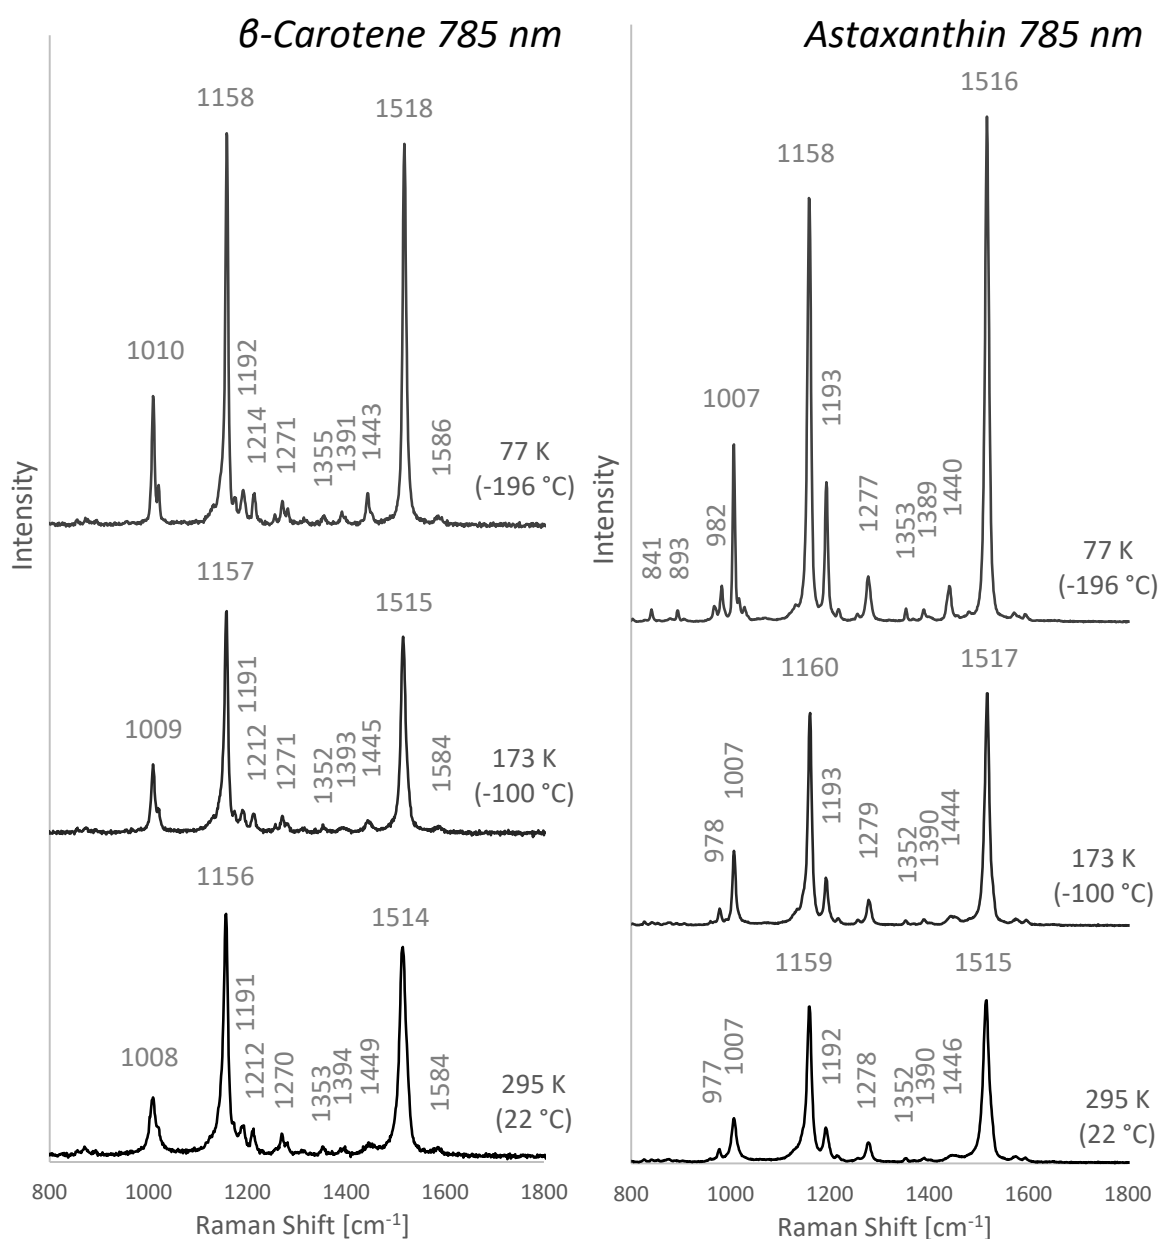 β-Carotene 785 nm
1158
1518
1010
1192
1214
1271
1355
1391
1443
1586
77 K
(-196 °C)
1157
1515
1009
1191
1212
1271
1352
1393
1445
1584
173 K
(-100 °C)
1156
1514
1008
1191
1212
1270
1353
1394
1449
1584
295 K
(22 °C)
Intensity
800 1000 1200 1400 1600 1800
Raman Shift [cm⁻¹]
Astaxanthin 785 nm
1516
1158
1007
1193
841
893
982
1277
1353
1389
1440
77 K
(-196 °C)
1160
1517
978
1007
1193
1279
1352
1390
1444
173 K
(-100 °C)
1159
1515
977
1007
1192
1278
1352
1390
1446
295 K
(22 °C)
Intensity
800 1000 1200 1400 1600 1800
Raman Shift [cm⁻¹]